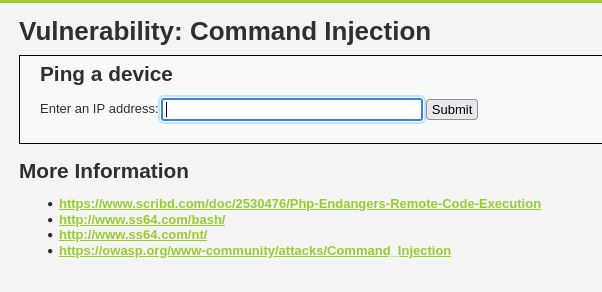 Vulnerability: Command Injection
Ping a device
Enter an IP address: Submit
More Information
https://www.scribd.com/doc/2530476/Php-Endangers-Remote-Code-Execution
http://www.ss64.com/bash/
http://www.ss64.com/nt/
https://owasp.org/www-community/attacks/Command_Injection